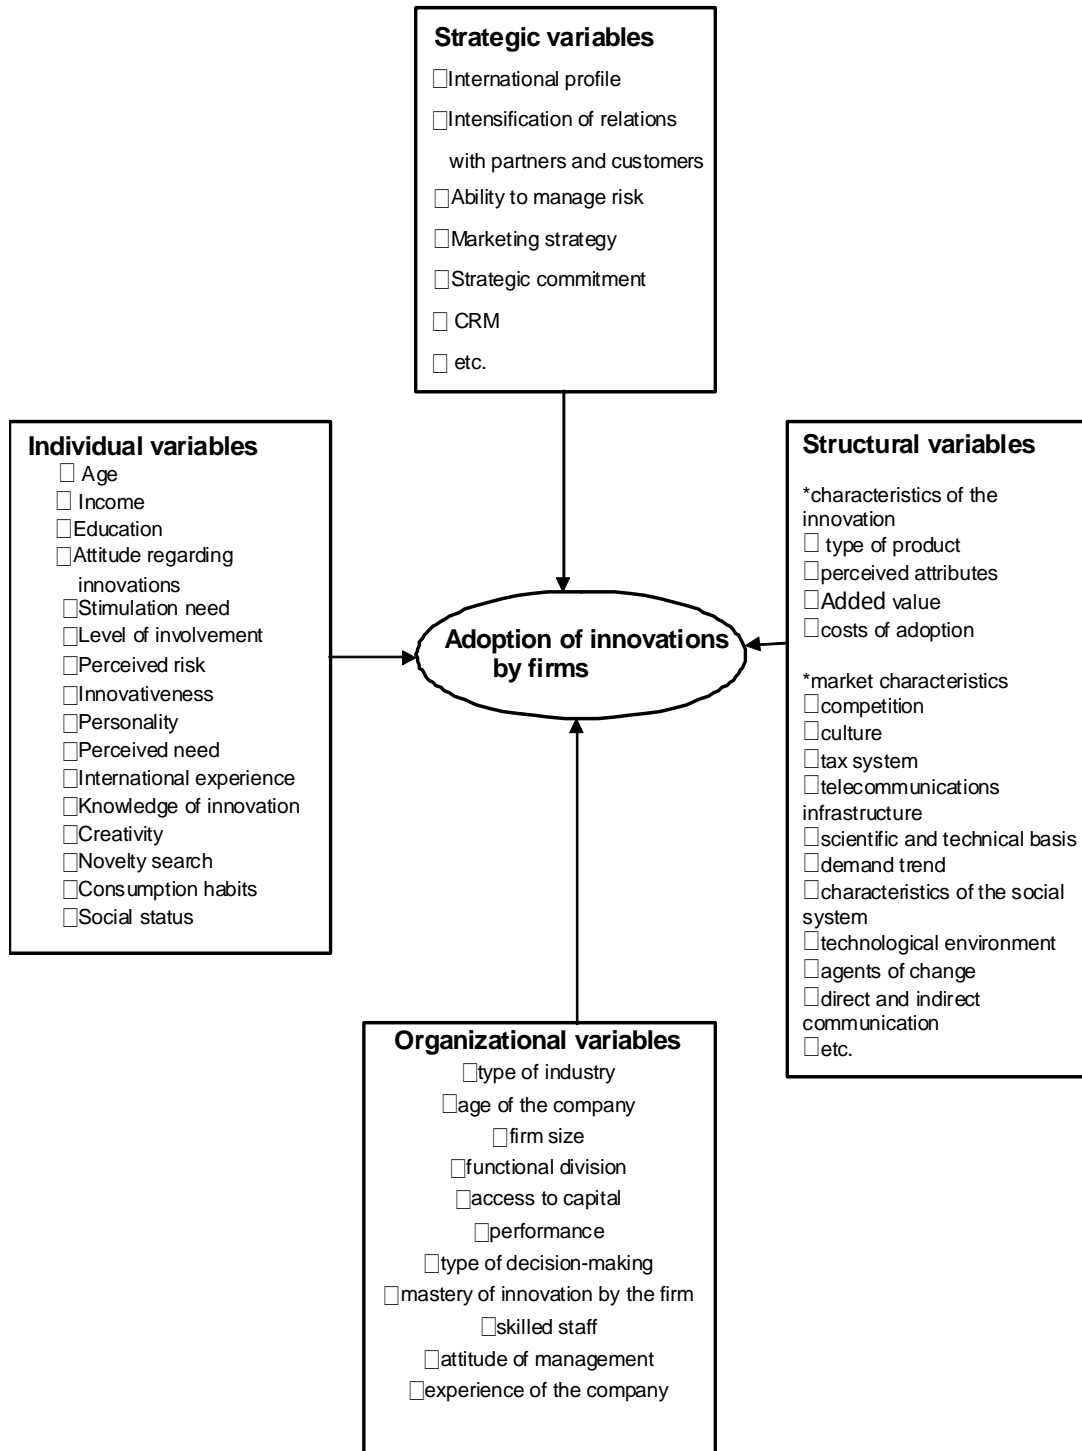 Strategic variables
□International profile
□Intensification of relations
with partners and customers
□Ability to manage risk
□Marketing strategy
□Strategic commitment
□ CRM
□ etc.
Individual variables
□ Age
□ Income
□Education
□Attitude regarding
innovations
□Stimulation need
□Level of involvement
□Perceived risk
□Innovativeness
□Personality
□Perceived need
□International experience
□Knowledge of innovation
□Creativity
□Novelty search
□Consumption habits
□Social status
Adoption of innovations
by firms
Structural variables
*characteristics of the
innovation
□ type of product
□perceived attributes
□Added value
□costs of adoption
*market characteristics
□competition
□culture
□tax system
□telecommunications
infrastructure
□scientific and technical basis
□demand trend
□characteristics of the social
system
□technological environment
□agents of change
□direct and indirect
communication
□etc.
Organizational variables
□type of industry
□age of the company
□firm size
□functional division
□access to capital
□performance
□type of decision-making
□mastery of innovation by the firm
□skilled staff
□attitude of management
□experience of the company